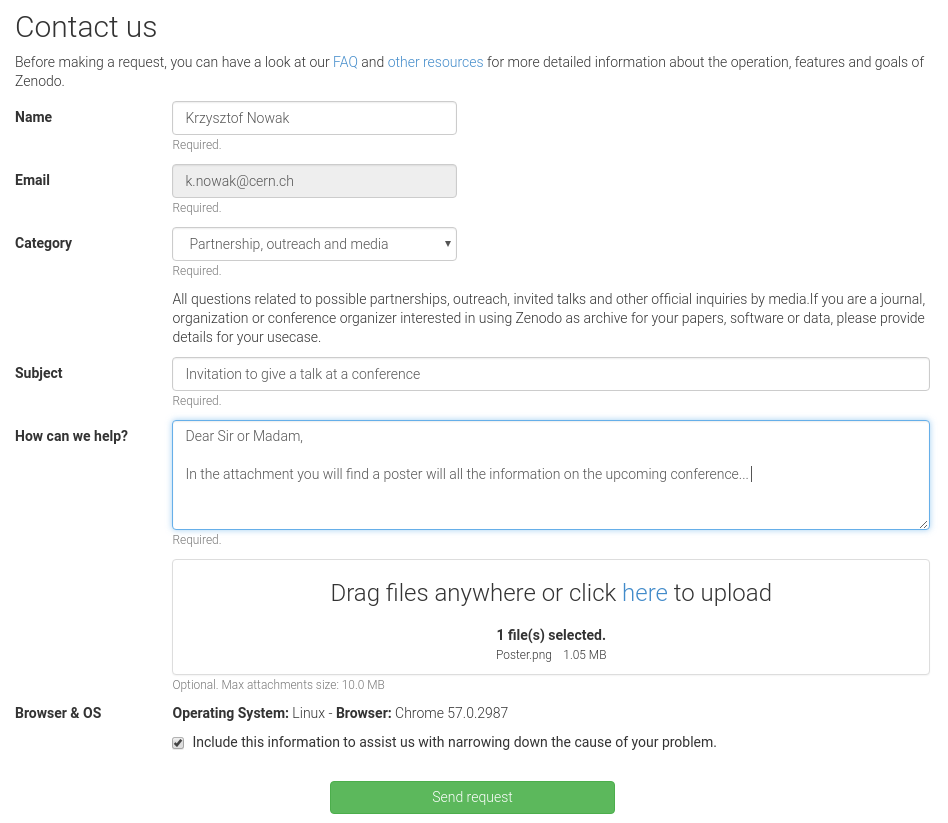 Contact us
Before making a request, you can have a look at our FAQ and other resources for more detailed information about the operation, features and goals of
Zenodo.
Name
Krzysztof Nowak
Required.
Email
k.nowak@cern.ch
Required.
Category
Partnership, outreach and media
Required.
All questions related to possible partnerships, outreach, invited talks and other official inquiries by media.If you are a journal,
organization or conference organizer interested in using Zenodo as archive for your papers, software or data, please provide
details for your usecase.
Subject
Invitation to give a talk at a conference
Required.
How can we help?
Dear Sir or Madam,
In the attachment you will find a poster will all the information on the upcoming conference...
Required.
Drag files anywhere or click here to upload
1 file(s) selected.
Poster.png 1.05 MB
Optional. Max attachments size: 10.0 MB
Browser & OS
Operating System: Linux - Browser: Chrome 57.0.2987
Include this information to assist us with narrowing down the cause of your problem.
Send request